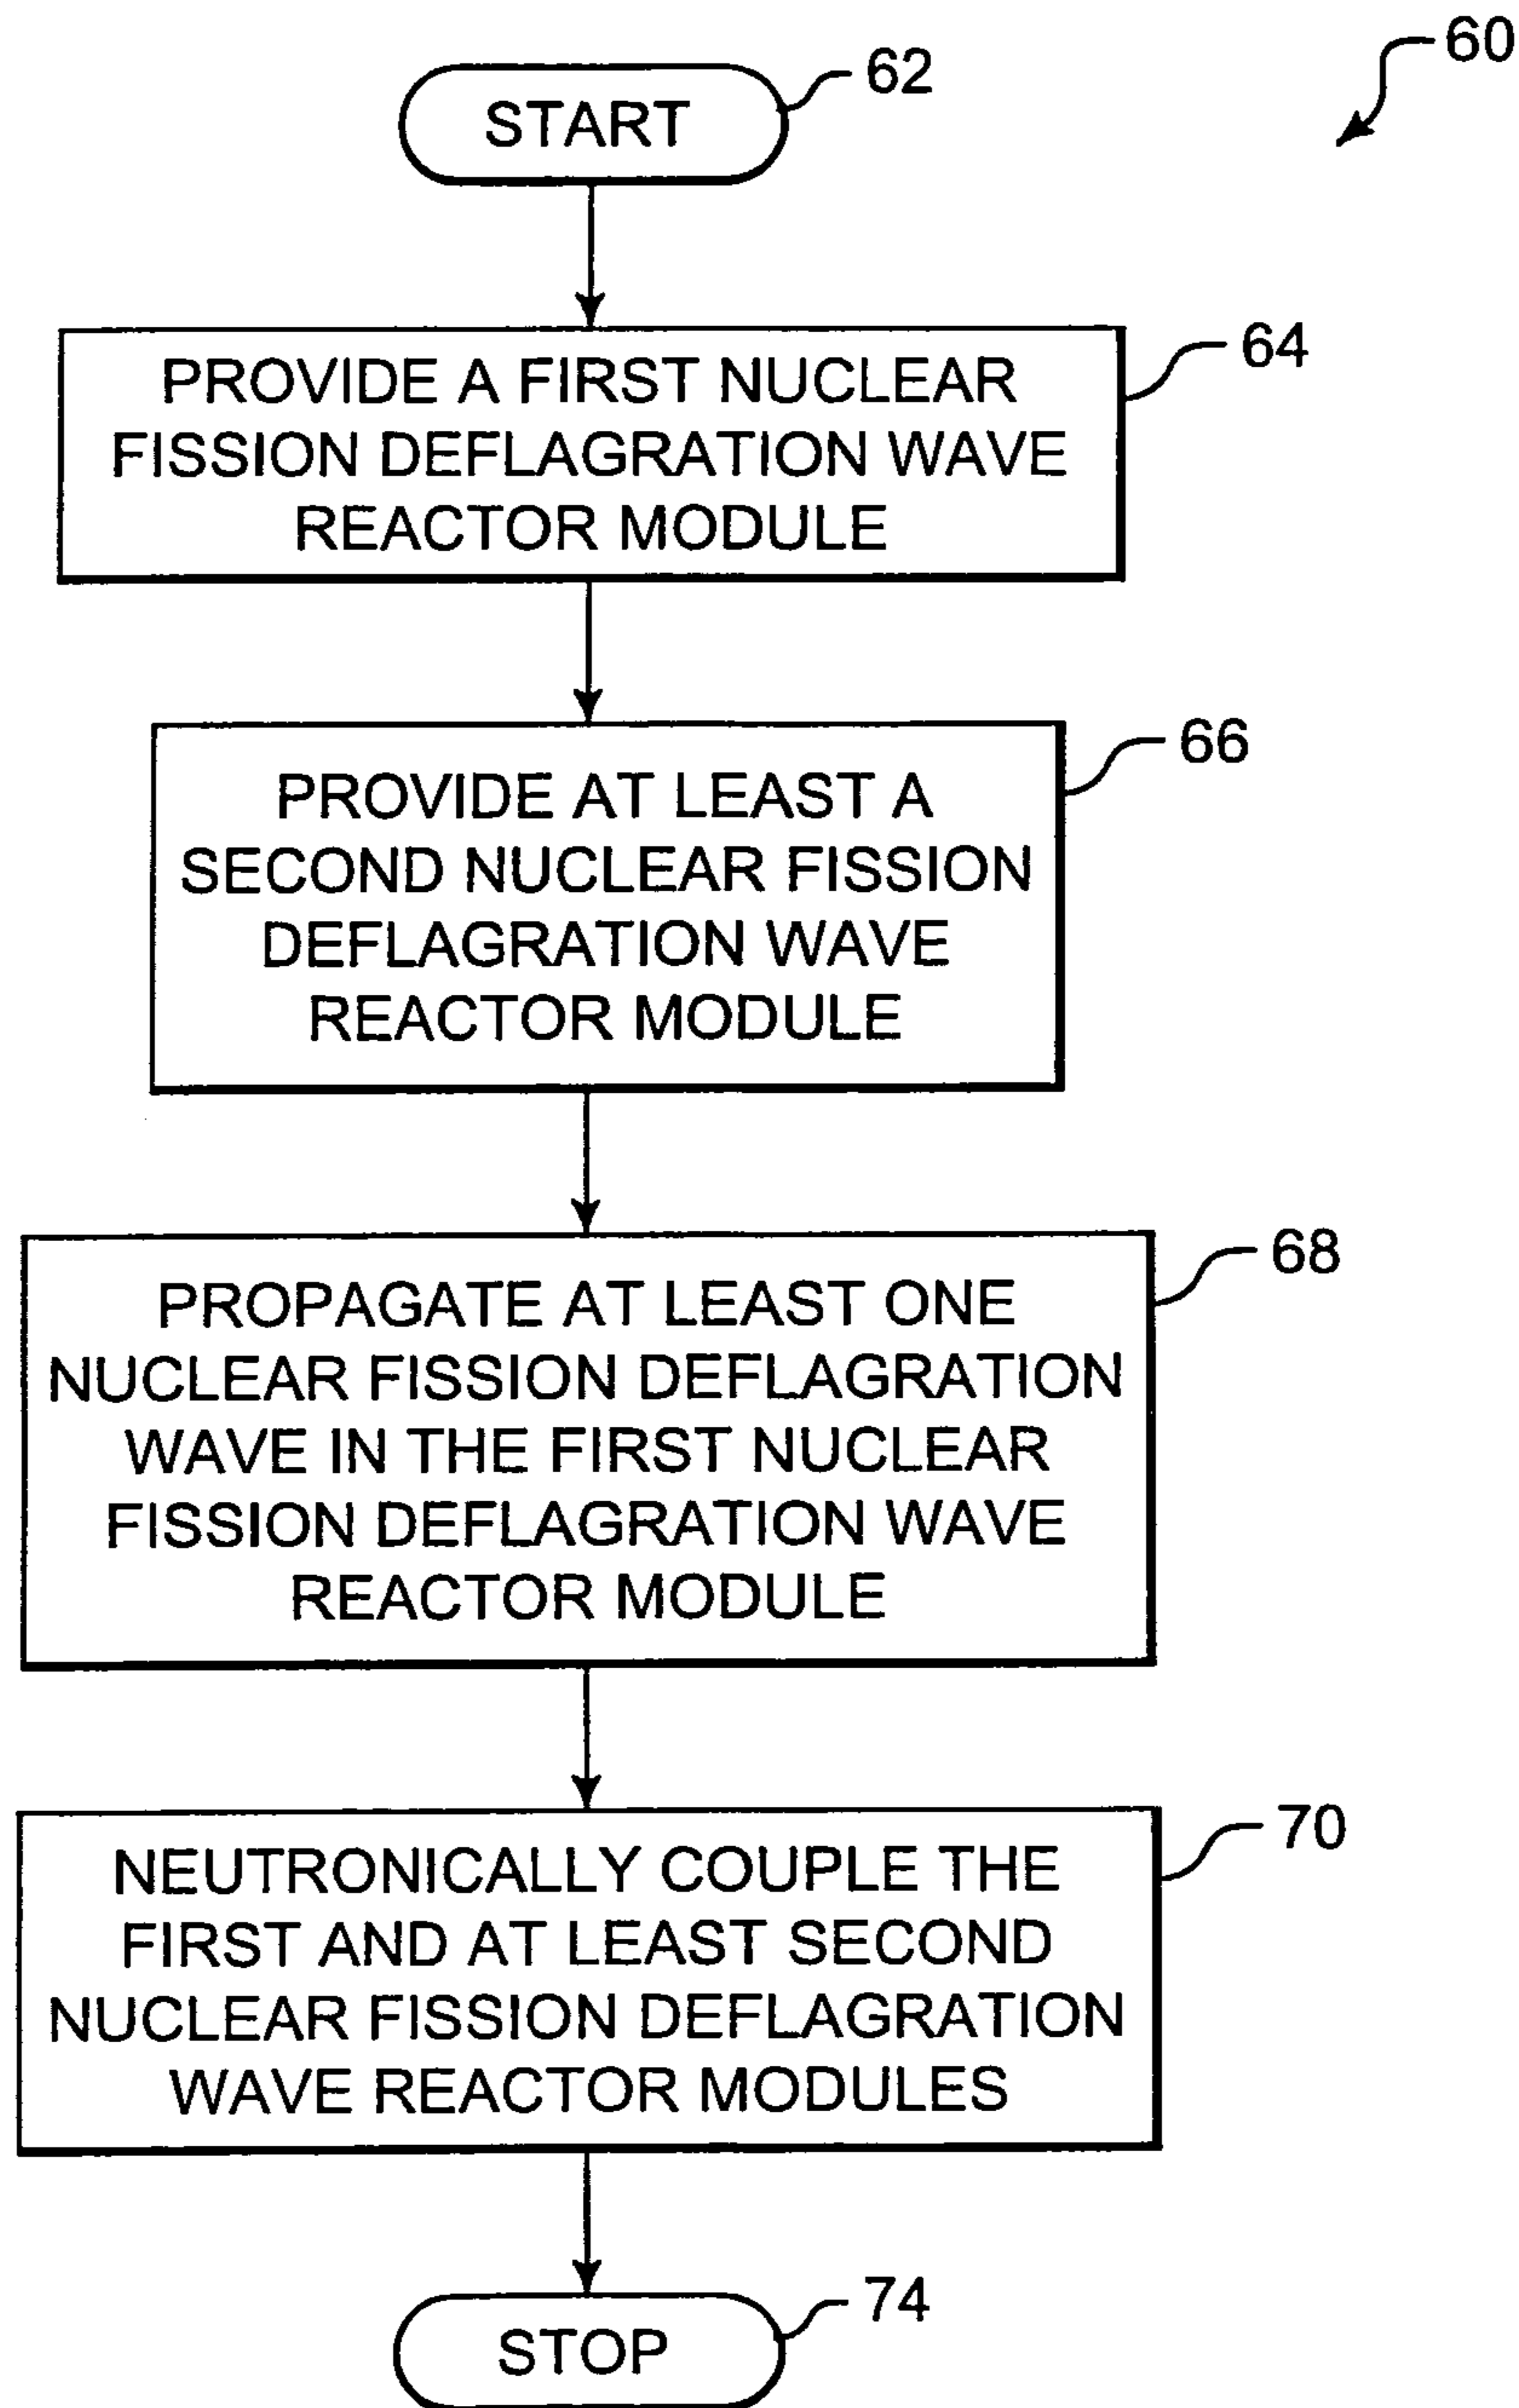 60
START
62
PROVIDE A FIRST NUCLEAR
FISSION DEFLAGRATION WAVE
REACTOR MODULE
64
PROVIDE AT LEAST A
SECOND NUCLEAR FISSION
DEFLAGRATION WAVE
REACTOR MODULE
66
PROPAGATE AT LEAST ONE
NUCLEAR FISSION DEFLAGRATION
WAVE IN THE FIRST NUCLEAR
FISSION DEFLAGRATION WAVE
REACTOR MODULE
68
NEUTRONICALLY COUPLE THE
FIRST AND AT LEAST SECOND
NUCLEAR FISSION DEFLAGRATION
WAVE REACTOR MODULES
70
STOP
74